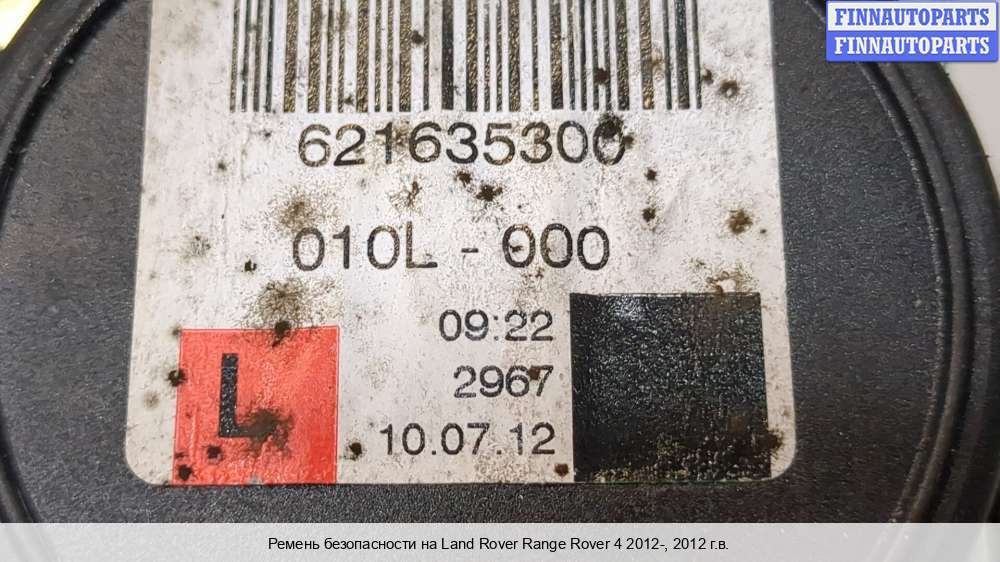 FINNAUTOPARTS
FINNAUTOPARTS
621635300
010L - 000
09:22
2967
L
10.07.12
Ремень безопасности на Land Rover Range Rover 4 2012-, 2012 г.в.